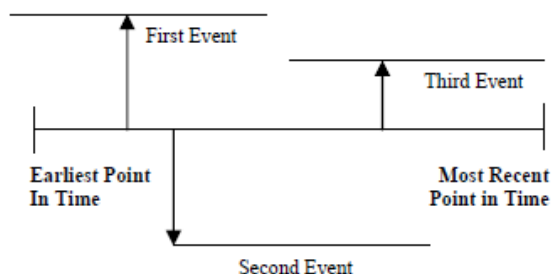 First Event
Third Event
Earliest Point
In Time
Most Recent
Point in Time
Second Event